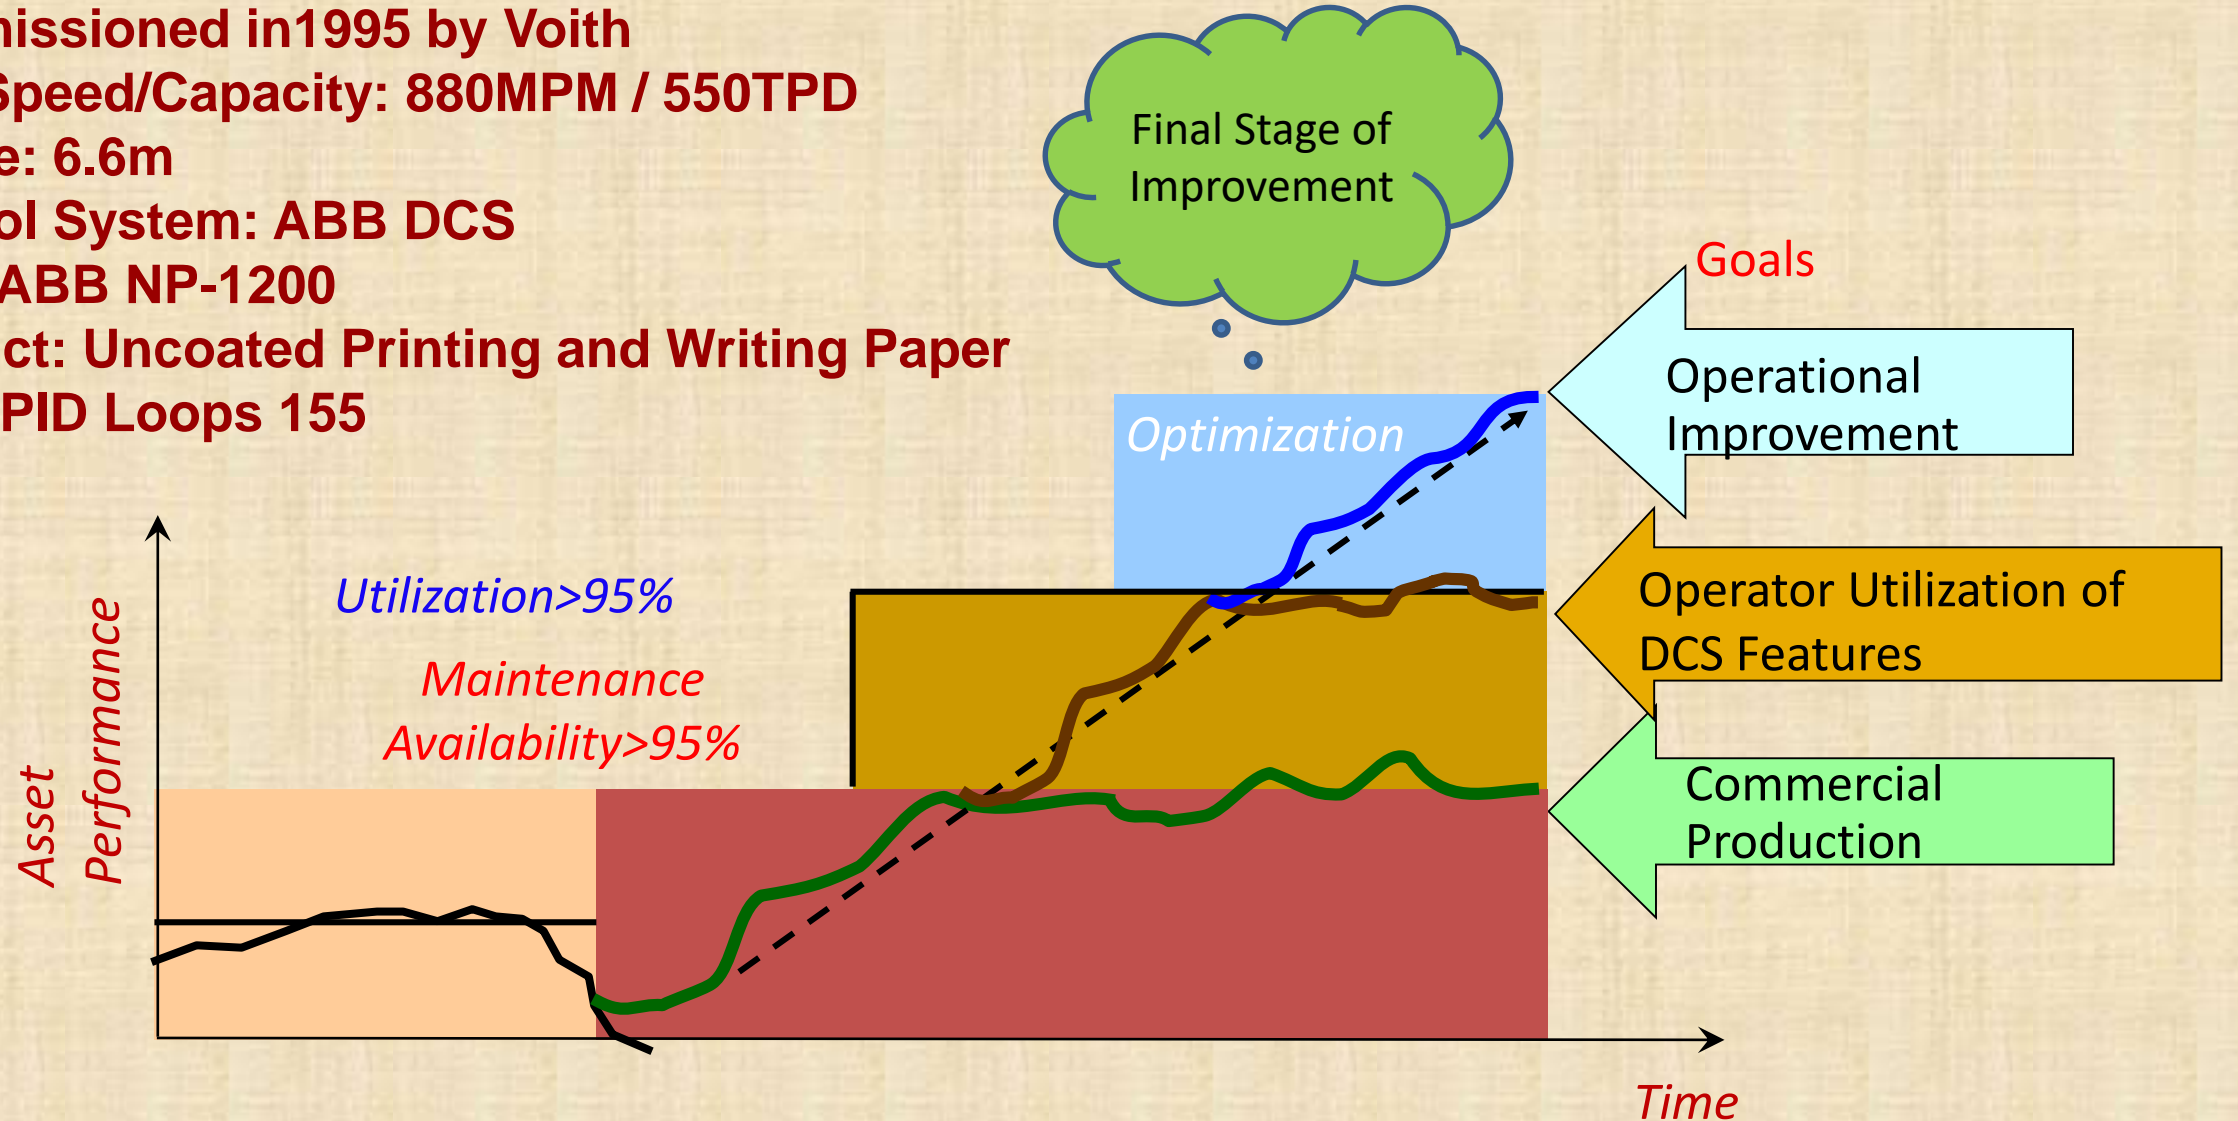 missioned in1995 by Voith
Speed/Capacity: 880MPM / 550TPD
e: 6.6m
ol System: ABB DCS
ABB NP-1200
ct: Uncoated Printing and Writing Paper
PID Loops 155
Final Stage of
Improvement
Goals
Operational
Improvement
Optimization
Utilization>95%
Operator Utilization of
DCS Features
Maintenance
Availability>95%
Commercial
Production
Asset
Performance
Time